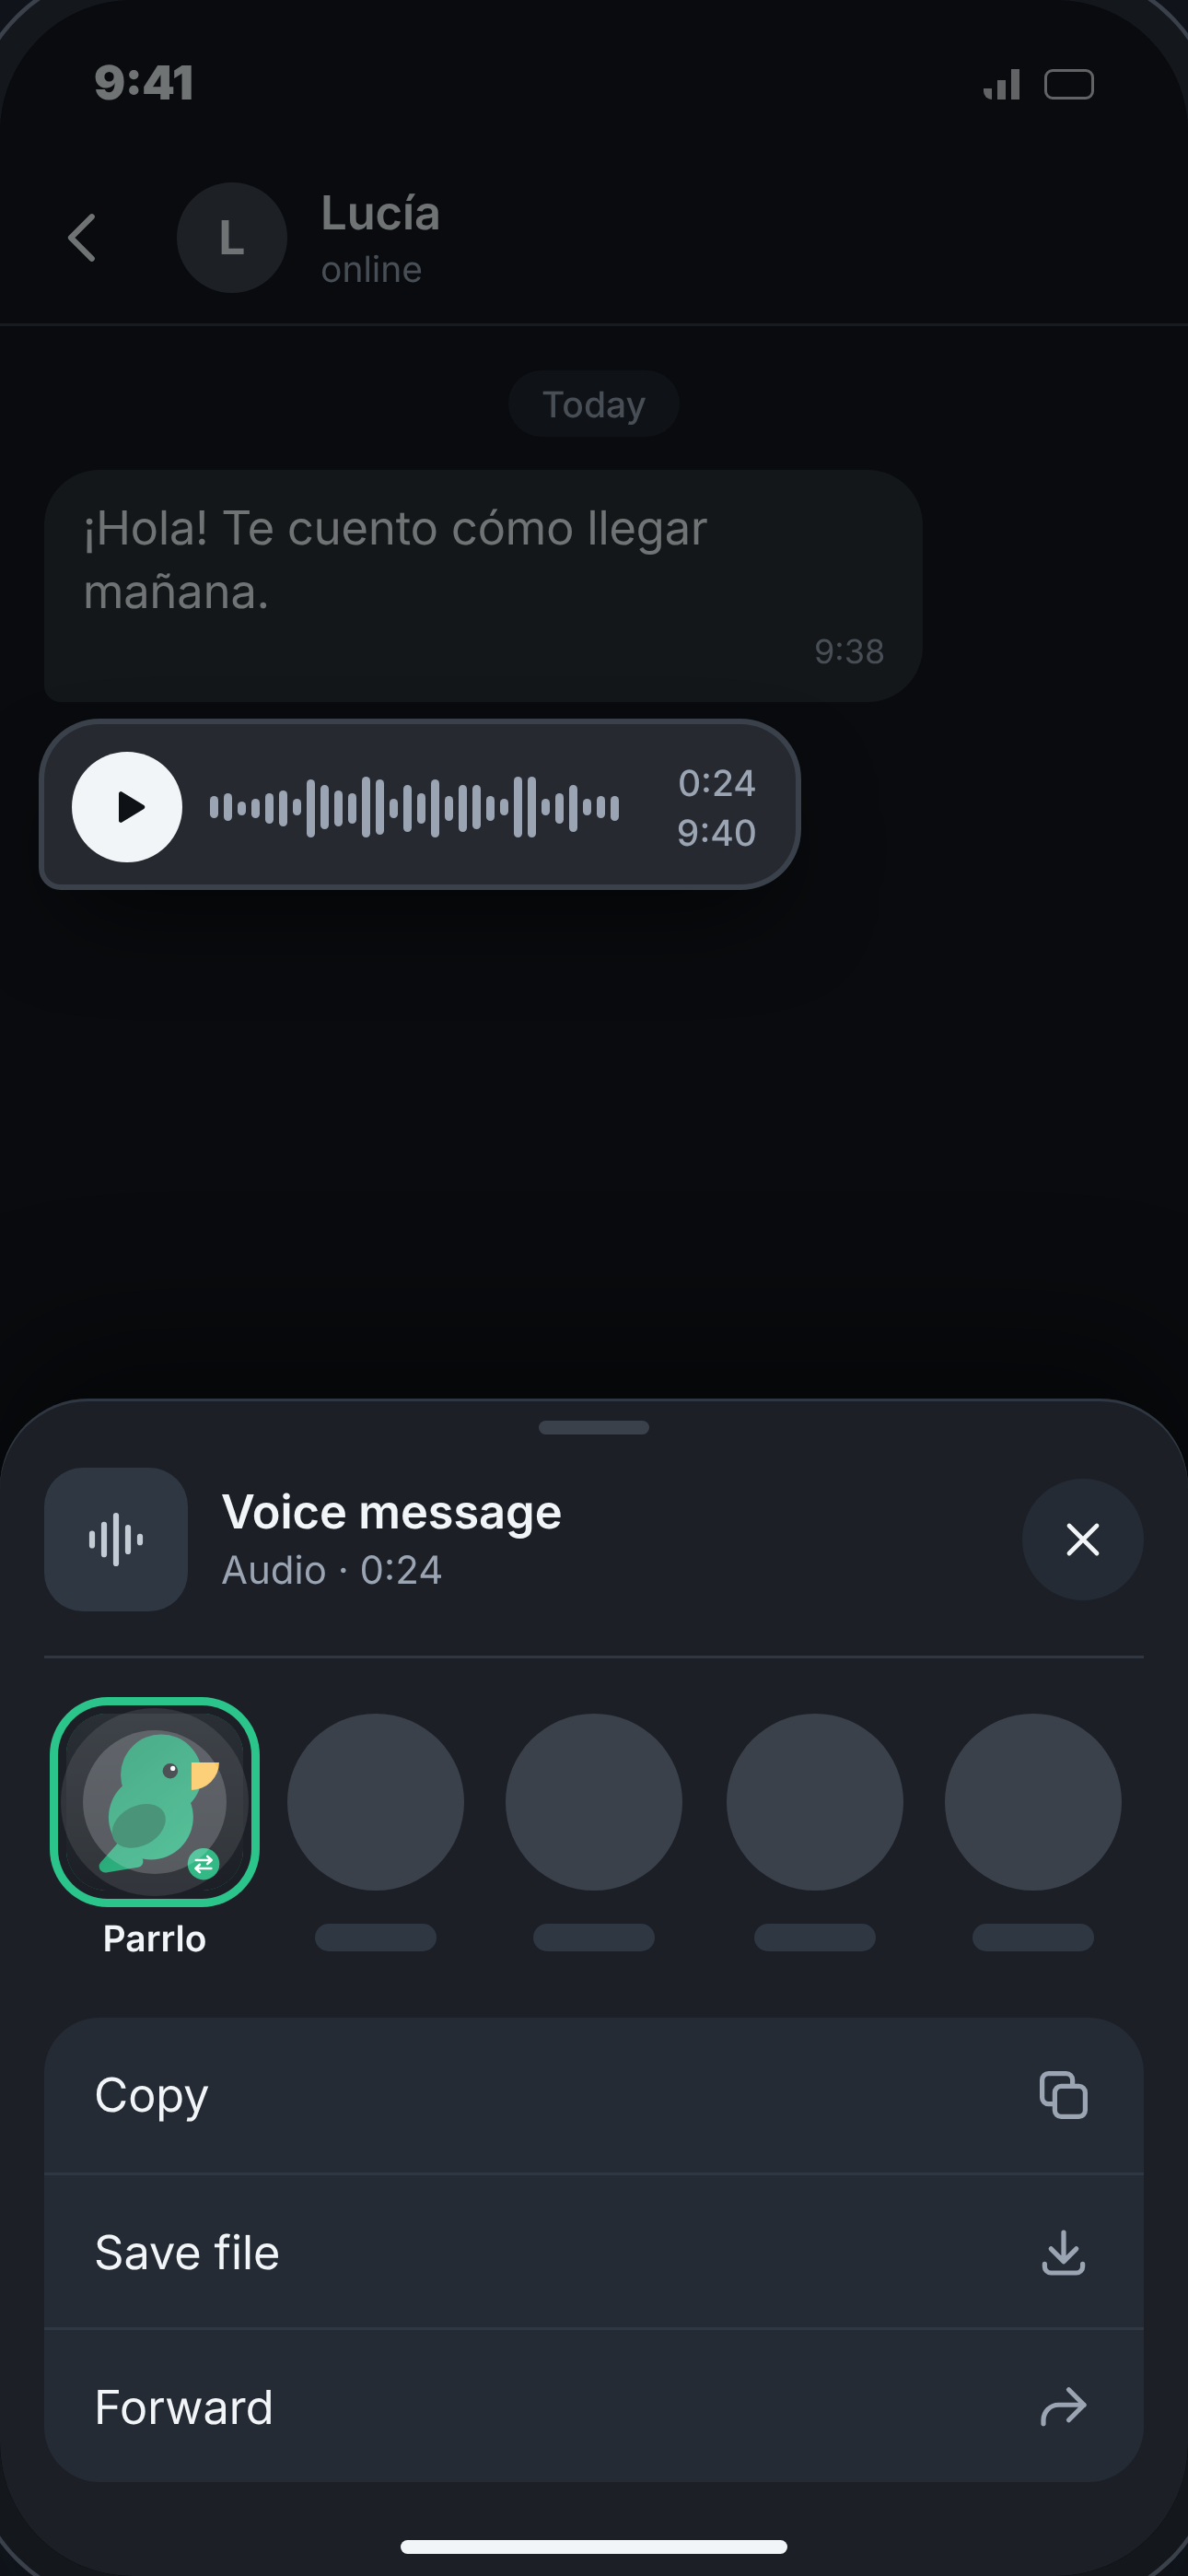 9:41
L
Lucía
online
Today
¡Hola! Te cuento cómo llegar
mañana.
9:38
0:24
9:40
Voice message
Audio · 0:24
Parrlo
Copy
Save file
Forward